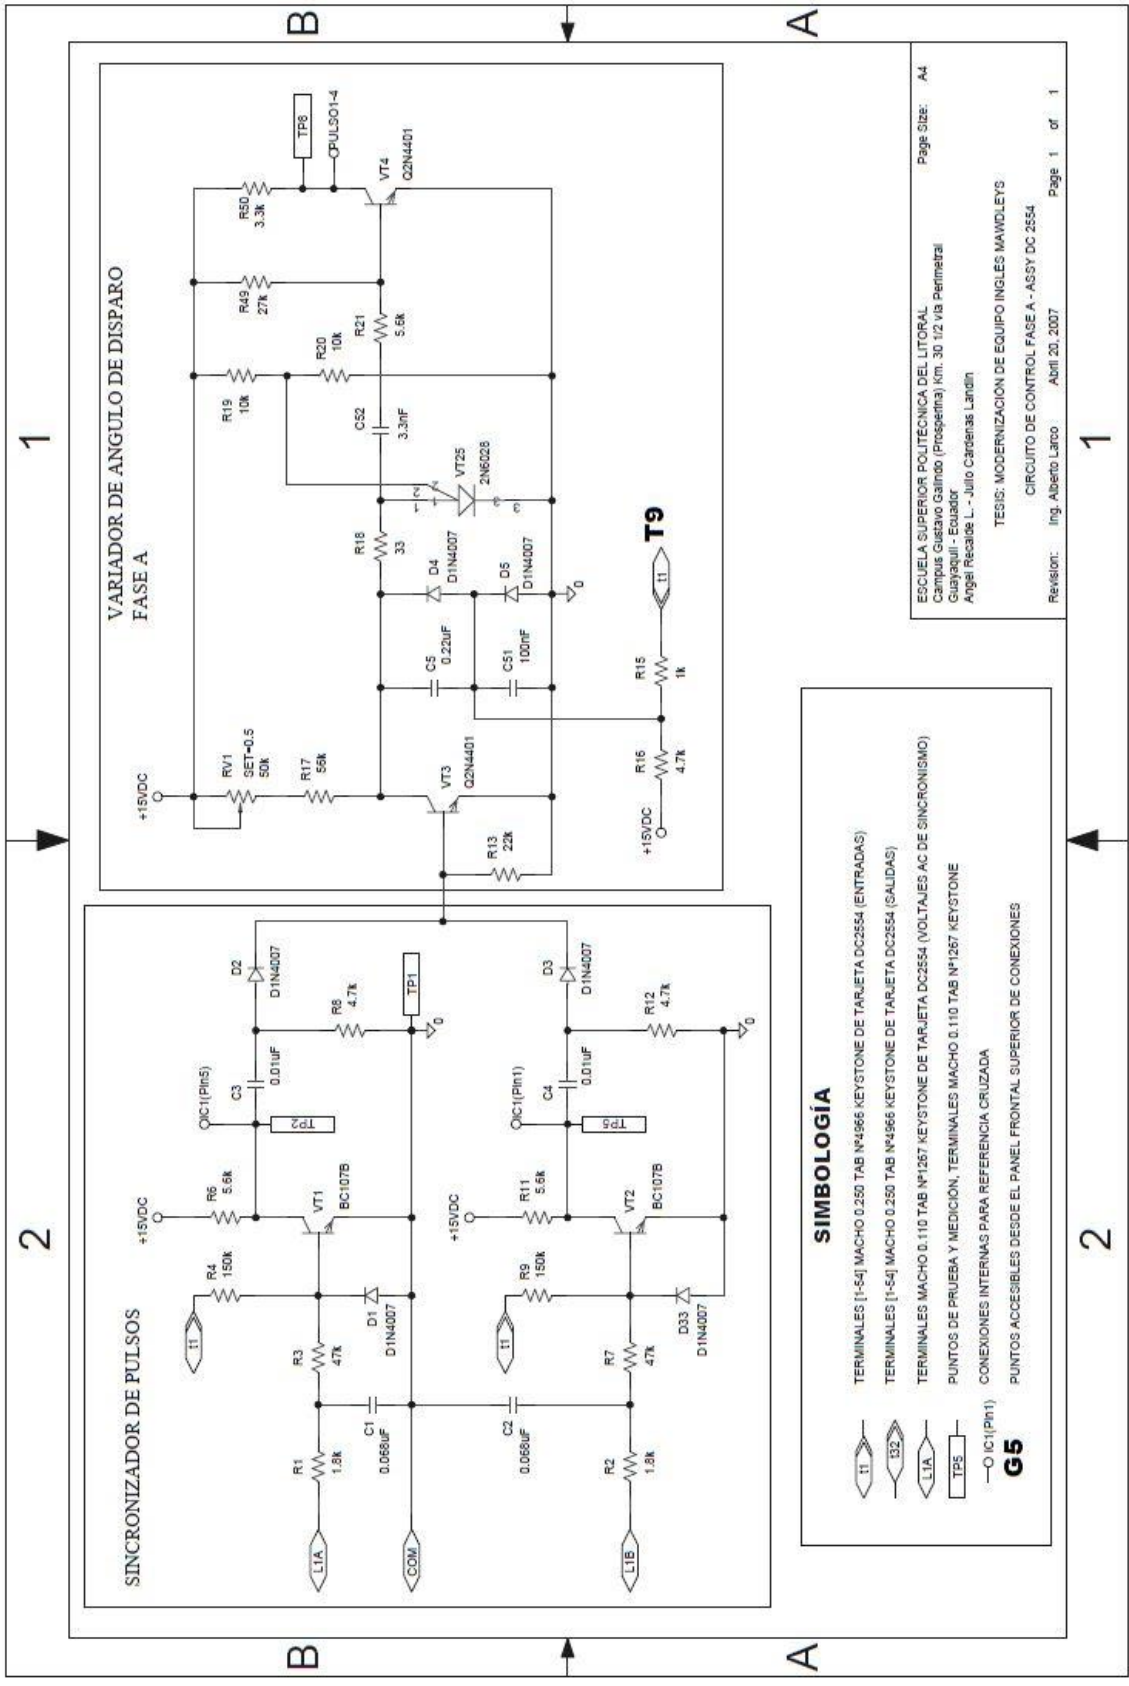 2
1
B
A
SINCRONIZADOR DE PULSOS
+15VDC
t1
R4
150k
R6
5.6k
IC1(Pin5)
TP2
C3
0.01uF
D2
D1N4007
R8
4.7k
TP1
0
VT1
BC107B
D1
D1N4007
R3
47k
R1
1.8k
C1
0.068uF
L1A
COM
C2
0.068uF
+15VDC
t1
R9
150k
R11
5.6k
IC1(Pin1)
TP5
C4
0.01uF
D3
D1N4007
R12
4.7k
0
VT2
BC107B
D33
D1N4007
R7
47k
R2
1.8k
L1B
VARIADOR DE ANGULO DE DISPARO
FASE A
+15VDC
RV1
SET=0.5
50k
R17
56k
VT3
Q2N4401
R13
22k
C5
0.22uF
C51
100nF
D4
D1N4007
D5
D1N4007
0
R18
33
VT25
2N6028
C52
3.3nF
R19
10k
R20
10k
R21
5.6k
R49
27k
R50
3.3k
TP8
PULSO1-4
VT4
Q2N4401
+15VDC
R16
4.7k
R15
1k
t1
T9
SIMBOLOGÍA
t1 TERMINALES [1-54] MACHO 0.250 TAB Nº4966 KEYSTONE DE TARJETA DC2554 (ENTRADAS)
t32 TERMINALES [1-54] MACHO 0.250 TAB Nº4966 KEYSTONE DE TARJETA DC2554 (SALIDAS)
L1A TERMINALES MACHO 0.110 TAB Nº1267 KEYSTONE DE TARJETA DC2554 (VOLTAJES AC DE SINCRONISMO)
TP5 PUNTOS DE PRUEBA Y MEDICIÓN, TERMINALES MACHO 0.110 TAB Nº1267 KEYSTONE
IC1(Pin1) CONEXIONES INTERNAS PARA REFERENCIA CRUZADA
G5 PUNTOS ACCESIBLES DESDE EL PANEL FRONTAL SUPERIOR DE CONEXIONES
ESCUELA SUPERIOR POLITÉCNICA DEL LITORAL Page Size: A4
Campus Gustavo Galindo (Prosperina) Km. 30 1/2 vía Perimetral
Guayaquil - Ecuador
Angel Recalde L. - Julio Cárdenas Landín
TESIS: MODERNIZACION DE EQUIPO INGLÉS MAWDLEYS
CIRCUITO DE CONTROL FASE A - ASSY DC 2554
Revision: Ing. Alberto Larco Abril 20, 2007 Page 1 of 1
B
A
2
1